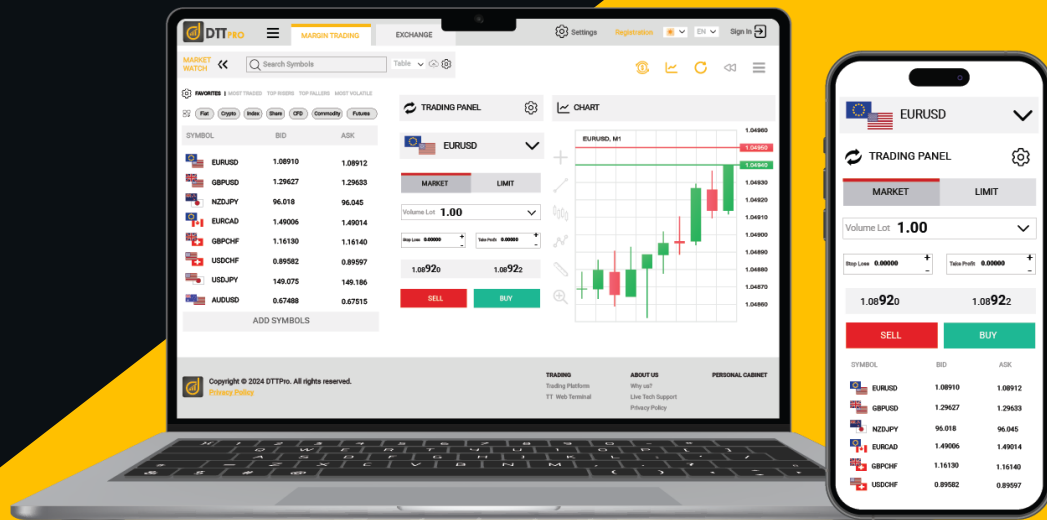 DTT PRO
MARGIN TRADING
EXCHANGE
Settings
Registration
EN
Sign In
MARKET
WATCH
Search Symbols
Table
FAVORITES | MOST TRADED TOP RISERS TOP FALLERS MOST VOLATILE
Fiat Crypto Index Share CFD Commodity Futures
SYMBOL BID ASK
EURUSD 1.08910 1.08912
GBPUSD 1.29627 1.29633
NZDJPY 96.018 96.045
EURCAD 1.49006 1.49014
GBPCHF 1.16130 1.16140
USDCHF 0.89582 0.89597
USDJPY 149.075 149.186
AUDUSD 0.67488 0.67515
ADD SYMBOLS
TRADING PANEL
EURUSD
MARKET LIMIT
Volume Lot 1.00
Stop Loss 0.00000 + - Take Profit 0.00000 + -
1.08920 1.08922
SELL BUY
CHART
EURUSD, M1
1.04960
1.04950
1.04940
1.04930
1.04920
1.04910
1.04900
1.04890
1.04880
1.04870
1.04860
Copyright © 2024 DTTPro. All rights reserved.
Privacy Policy
TRADING
Trading Platform
TT Web Terminal
ABOUT US
Why us?
Live Tech Support
Privacy Policy
PERSONAL CABINET
EURUSD
TRADING PANEL
MARKET LIMIT
Volume Lot 1.00
Stop Loss 0.00000 + - Take Profit 0.00000 + -
1.08920 1.08922
SELL BUY
SYMBOL BID ASK
EURUSD 1.08910 1.08912
GBPUSD 1.29627 1.29633
NZDJPY 96.018 96.045
EURCAD 1.49006 1.49014
GBPCHF 1.16130 1.16140
USDCHF 0.89582 0.89597